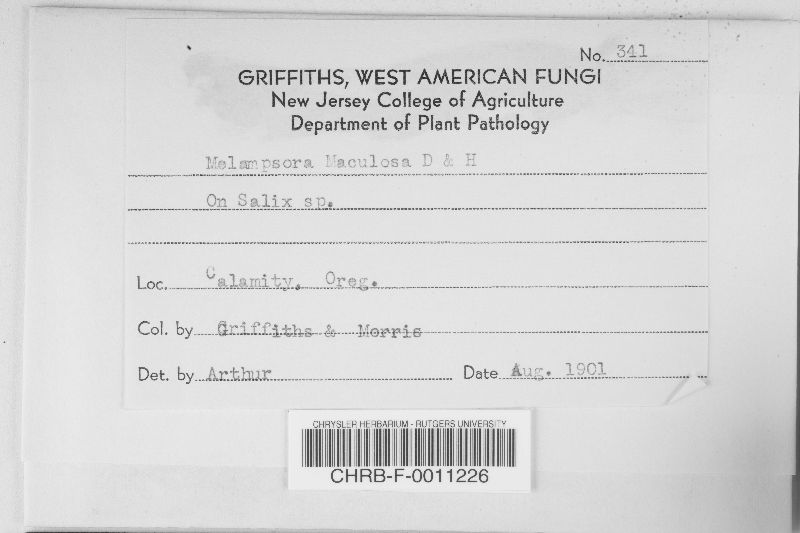 No. 341
GRIFFITHS, WEST AMERICAN FUNGI
New Jersey College of Agriculture
Department of Plant Pathology
Melampsora Maculosa D & H
On Salix sp.
Loc. Calamity, Oreg.
Col. by Griffiths & Morris
Det. by Arthur Date Aug. 1901
CHRYSLER HERBARIUM - RUTGERS UNIVERSITY
CHRB-F-0011226